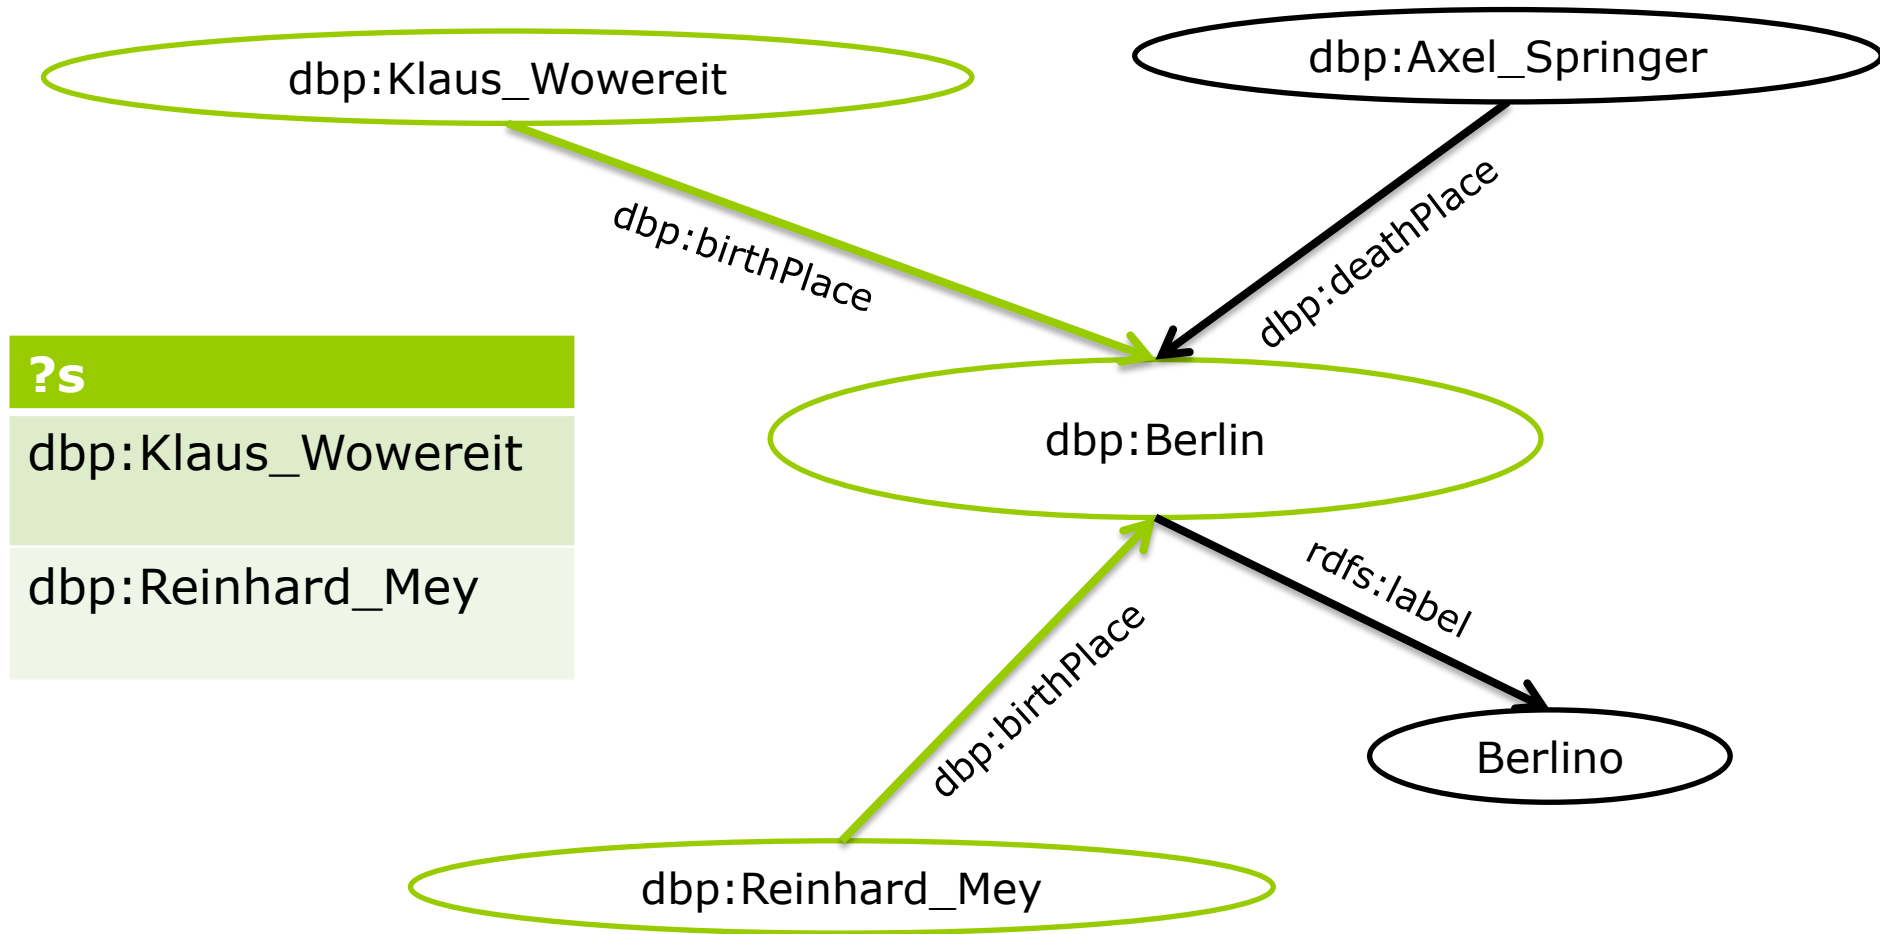 dbp:Klaus_Wowereit
dbp:Axel_Springer
dbp:birthPlace
dbp:deathPlace
?s
dbp:Klaus_Wowereit
dbp:Reinhard_Mey
dbp:Berlin
rdfs:label
dbp:birthPlace
Berlino
dbp:Reinhard_Mey